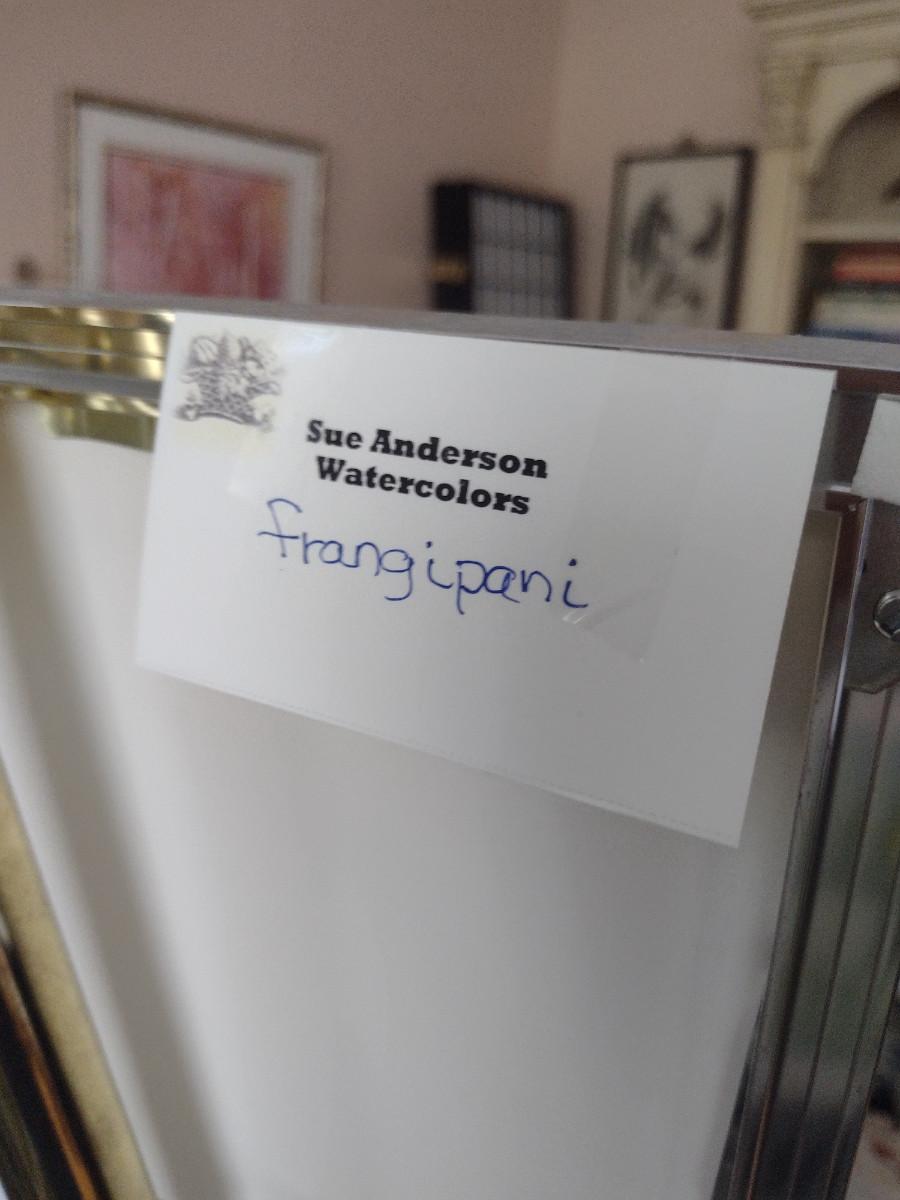 Sue Anderson
Watercolors
frangipani